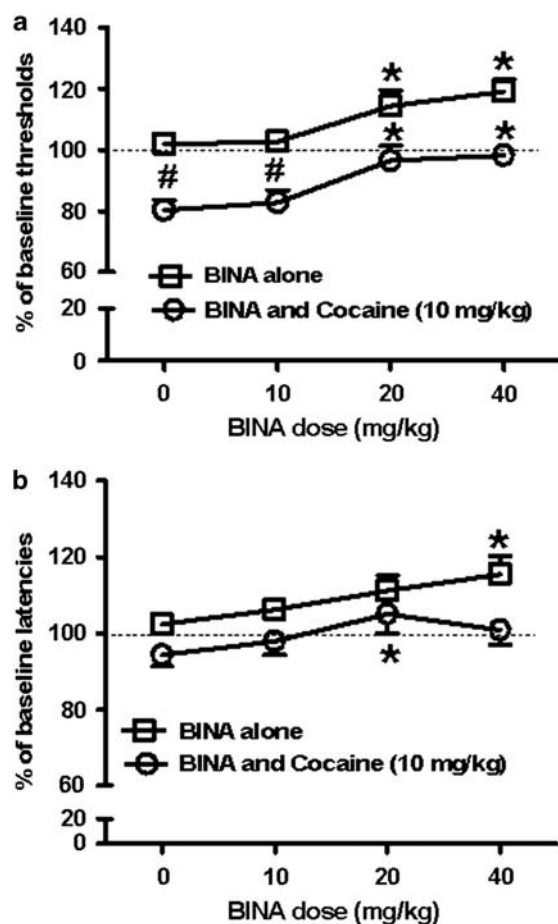 a
140
120
100
80
60
20
0
% of baseline thresholds
* *
* *
# #
BINA alone
BINA and Cocaine (10 mg/kg)
0 10 20 40
BINA dose (mg/kg)
b
140
120
100
80
60
20
0
% of baseline latencies
*
*
BINA alone
BINA and Cocaine (10 mg/kg)
0 10 20 40
BINA dose (mg/kg)